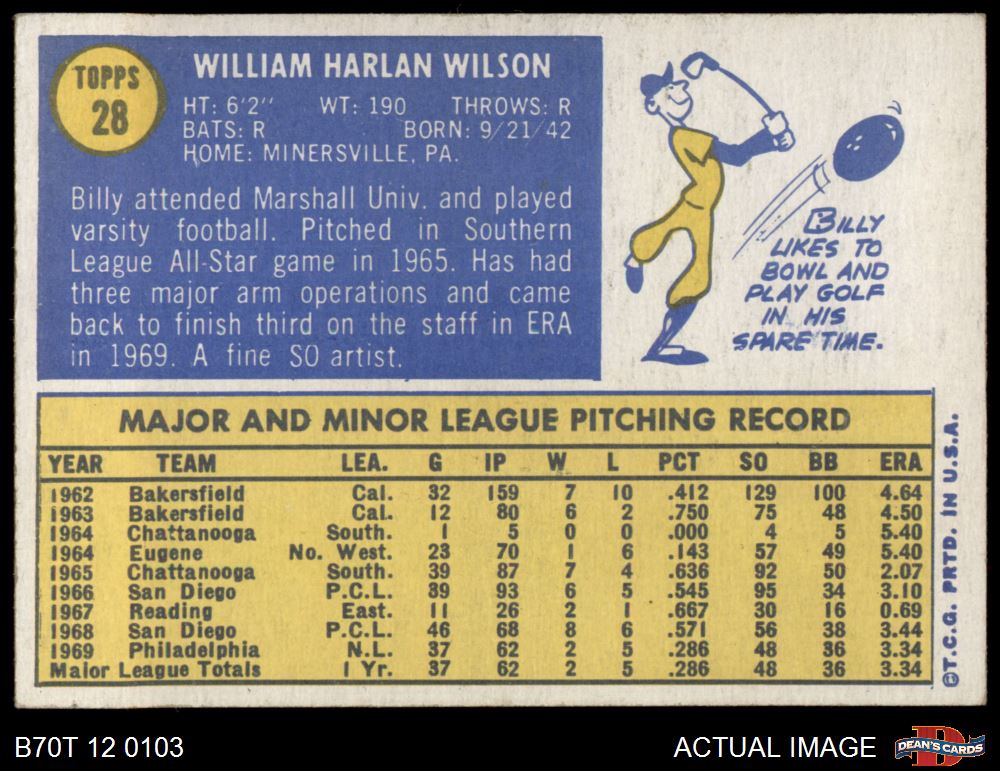 TOPPS
28
WILLIAM HARLAN WILSON
HT: 6'2" WT: 190 THROWS: R
BATS: R BORN: 9/21/42
HOME: MINERSVILLE, PA.
Billy attended Marshall Univ. and played
varsity football. Pitched in Southern
League All-Star game in 1965. Has had
three major arm operations and came
back to finish third on the staff in ERA
in 1969. A fine SO artist.
BILLY
LIKES TO
BOWL AND
PLAY GOLF
IN HIS
SPARE TIME.
MAJOR AND MINOR LEAGUE PITCHING RECORD
YEAR TEAM LEA. G IP W L PCT SO BB ERA
1962 Bakersfield Cal. 32 159 7 10 .412 129 100 4.64
1963 Bakersfield Cal. 12 80 6 2 .750 75 48 4.50
1964 Chattanooga South. 1 5 0 0 .000 4 5 5.40
1964 Eugene No. West. 23 70 1 6 .143 57 49 5.40
1965 Chattanooga South. 39 87 7 4 .636 92 50 2.07
1966 San Diego P.C.L. 39 93 6 5 .545 95 34 3.10
1967 Reading East. 11 26 2 1 .667 30 16 0.69
1968 San Diego P.C.L. 46 68 8 6 .571 56 38 3.44
1969 Philadelphia N.L. 37 62 2 5 .286 48 36 3.34
Major League Totals 1 Yr. 37 62 2 5 .286 48 36 3.34
©T.C.G. PRTD. IN U.S.A.
B70T 12 0103
ACTUAL IMAGE
D
DEAN'S CARDS